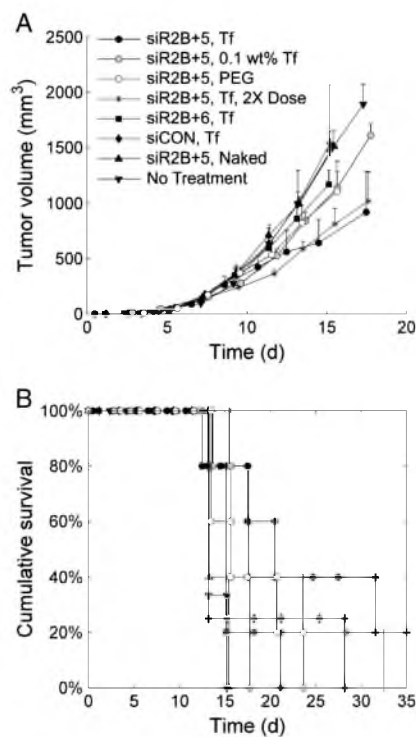 A
2500
2000
1500
1000
500
0
Tumor volume (mm³)
siR2B+5, Tf
siR2B+5, 0.1 wt% Tf
siR2B+5, PEG
siR2B+5, Tf, 2X Dose
siR2B+6, Tf
siCON, Tf
siR2B+5, Naked
No Treatment
0 5 10 15 20
Time (d)
B
100%
80%
60%
40%
20%
0%
Cumulative survival
0 5 10 15 20 25 30 35
Time (d)